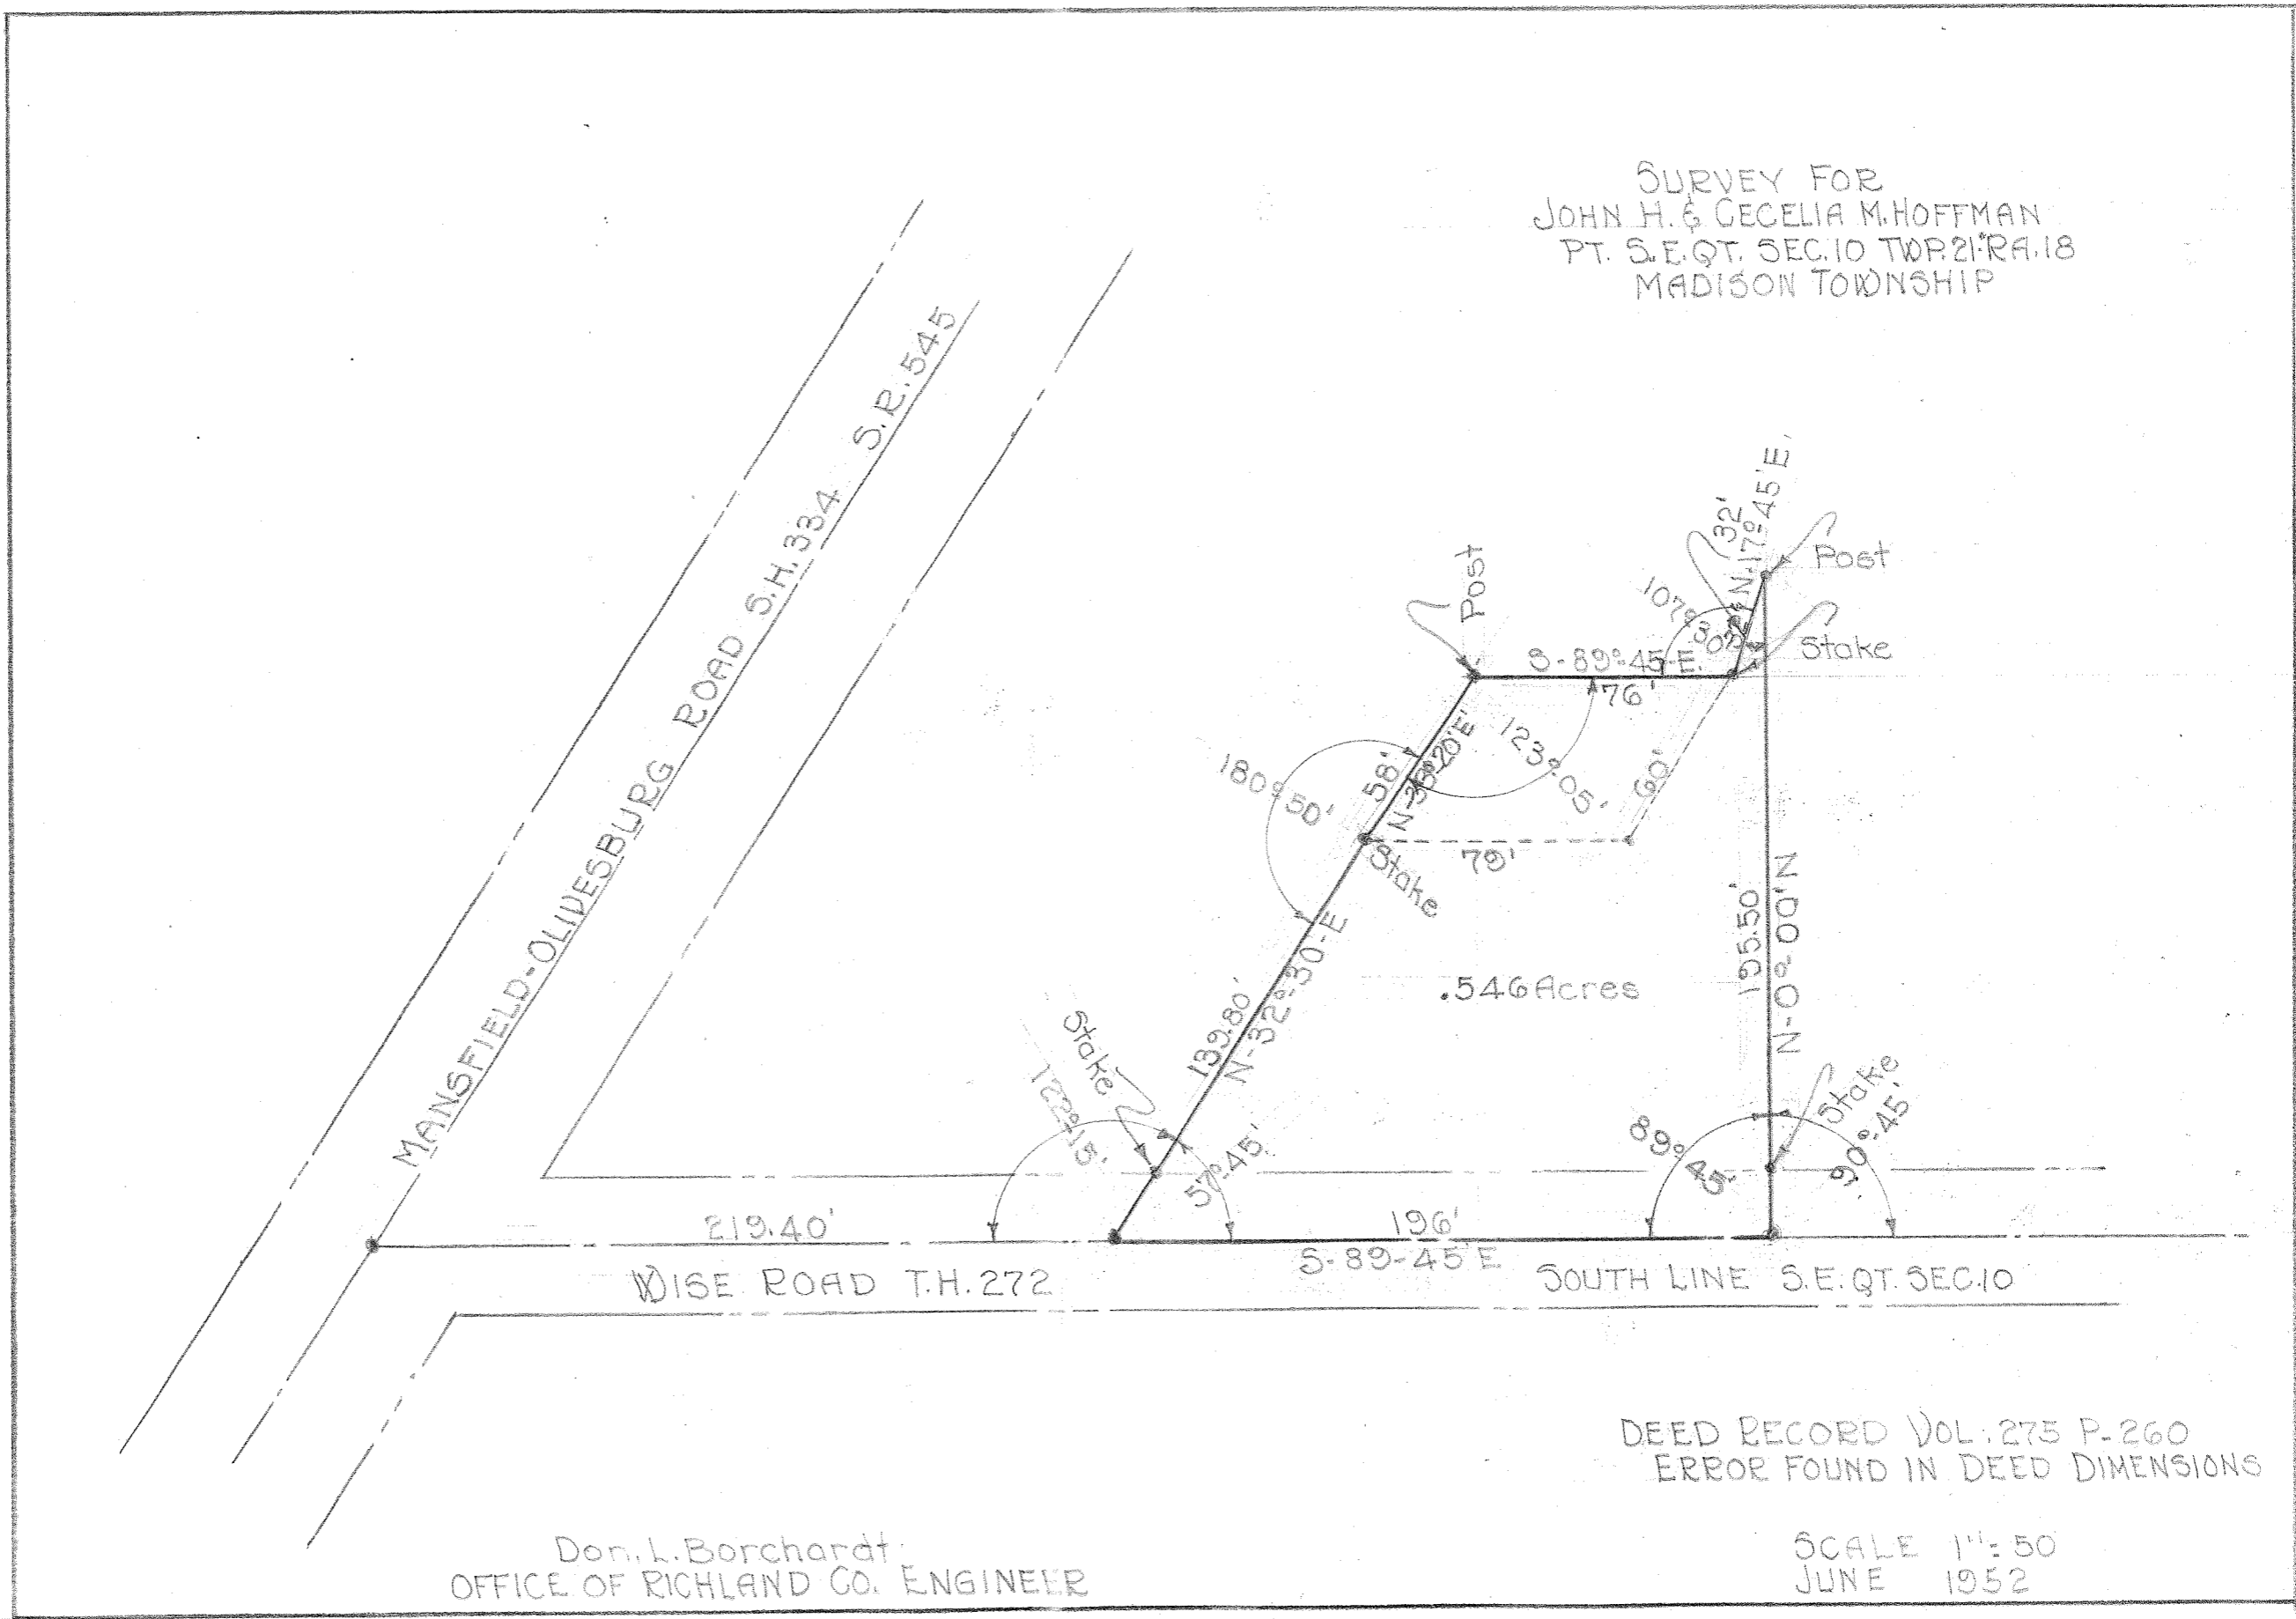 SURVEY FOR
JOHN H. & CECELIA M. HOFFMAN
PT. S.E. QT. SEC. 10 TWP. 21 - RA. 18
MADISON TOWNSHIP
MANSFIELD-OLIVESBURG ROAD S.H. 334 S.R. 545
32'
N-17°-45'E
Post
Post
107°-30'
Stake
S-89°-45-E.
76'
123°-05'
180°-50'
58'
N-33°-20'E
60'
79'
Stake
195.50'
N-0°00'N
.546 Acres
139.80'
N-32°-30-E
Stake
122°-15'
57°-45'
Stake
89°-45'
90°-45'
219.40'
196'
S-89-45'E
WISE ROAD T.H. 272
SOUTH LINE S.E. QT. SEC. 10
DEED RECORD VOL. 275 P-260
ERROR FOUND IN DEED DIMENSIONS
Don. L. Borchardt
OFFICE OF RICHLAND CO. ENGINEER
SCALE 1"=50
JUNE 1952